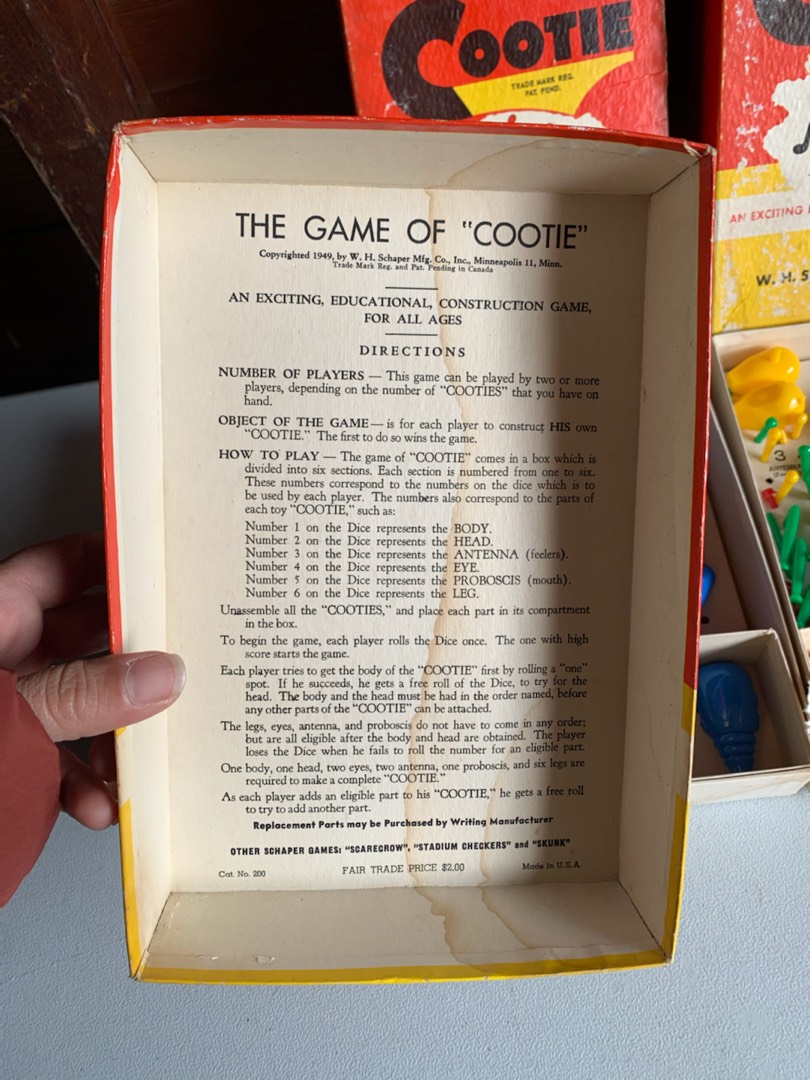 COOTIE
TRADE MARK REG.
PAT. PEND.
AN EXCITING
W. H. S
3
THE GAME OF "COOTIE"
Copyrighted 1949, by W. H. Schaper Mfg. Co., Inc., Minneapolis 11, Minn.
Trade Mark Reg. and Pat. Pending in Canada
AN EXCITING, EDUCATIONAL, CONSTRUCTION GAME,
FOR ALL AGES
DIRECTIONS
NUMBER OF PLAYERS — This game can be played by two or more
players, depending on the number of "COOTIES" that you have on
hand.
OBJECT OF THE GAME — is for each player to construct HIS own
"COOTIE." The first to do so wins the game.
HOW TO PLAY — The game of "COOTIE" comes in a box which is
divided into six sections. Each section is numbered from one to six.
These numbers correspond to the numbers on the dice which is to
be used by each player. The numbers also correspond to the parts of
each toy "COOTIE," such as:
Number 1 on the Dice represents the BODY.
Number 2 on the Dice represents the HEAD.
Number 3 on the Dice represents the ANTENNA (feelers).
Number 4 on the Dice represents the EYE.
Number 5 on the Dice represents the PROBOSCIS (mouth).
Number 6 on the Dice represents the LEG.
Unassemble all the "COOTIES," and place each part in its compartment
in the box.
To begin the game, each player rolls the Dice once. The one with high
score starts the game.
Each player tries to get the body of the "COOTIE" first by rolling a "one"
spot. If he succeeds, he gets a free roll of the Dice, to try for the
head. The body and the head must be had in the order named, before
any other parts of the "COOTIE" can be attached.
The legs, eyes, antenna, and proboscis do not have to come in any order;
but are all eligible after the body and head are obtained. The player
loses the Dice when he fails to roll the number for an eligible part.
One body, one head, two eyes, two antenna, one proboscis, and six legs are
required to make a complete "COOTIE."
As each player adds an eligible part to his "COOTIE," he gets a free roll
to try to add another part.
Replacement Parts may be Purchased by Writing Manufacturer
OTHER SCHAPER GAMES: "SCARECROW", "STADIUM CHECKERS" and "SKUNK"
Cat. No. 200 FAIR TRADE PRICE $2.00 Made in U.S.A.